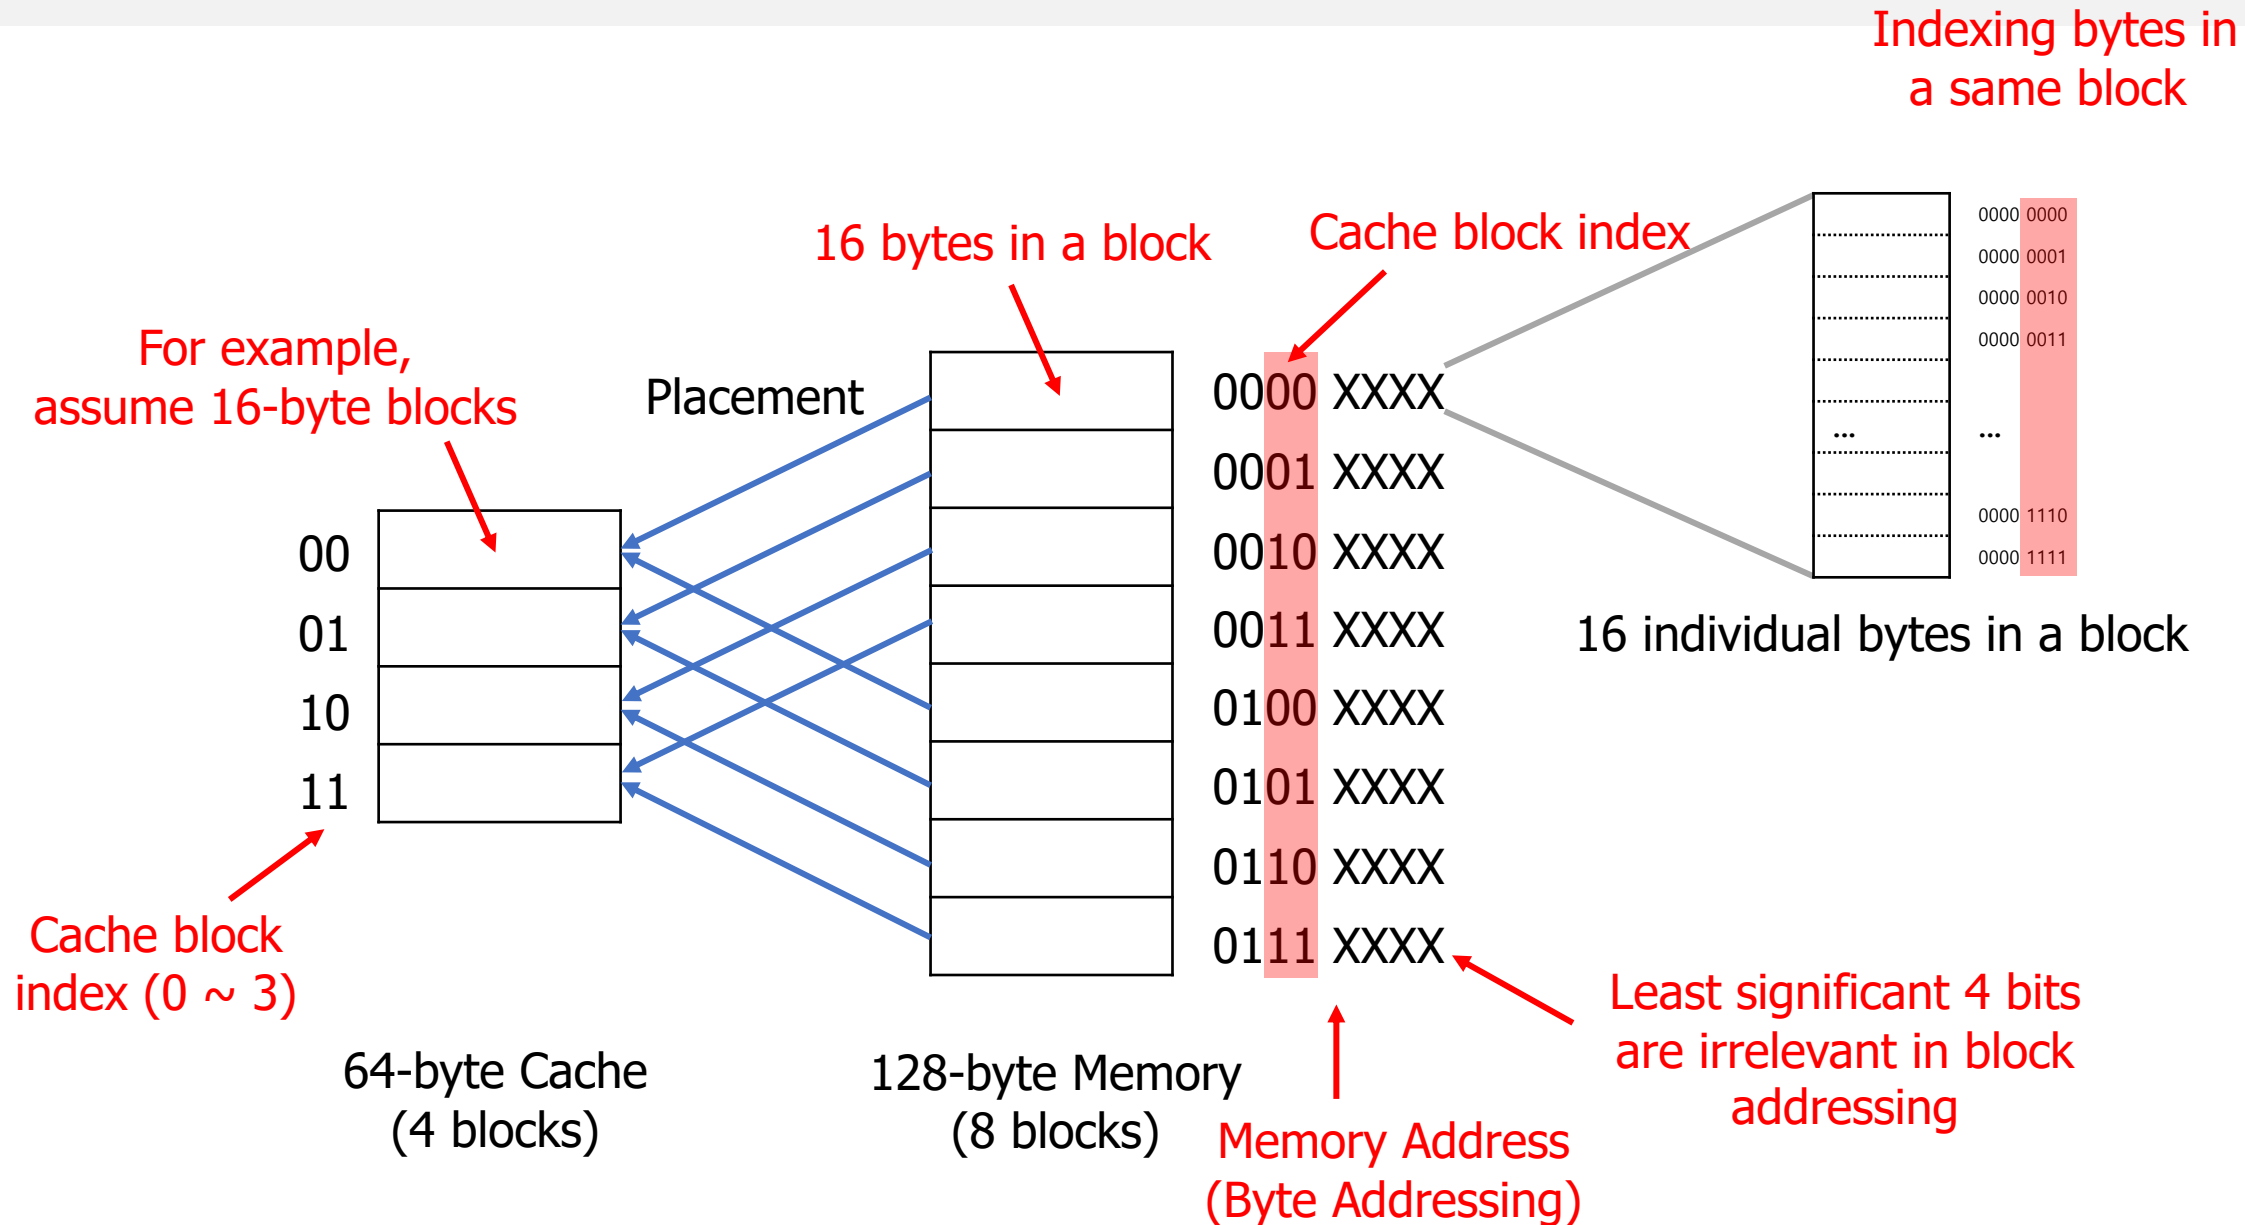 Indexing bytes in
a same block
16 bytes in a block
Cache block index
For example,
assume 16-byte blocks
Placement
00
01
10
11
Cache block
index (0 ~ 3)
64-byte Cache
(4 blocks)
128-byte Memory
(8 blocks)
0000 XXXX
0001 XXXX
0010 XXXX
0011 XXXX
0100 XXXX
0101 XXXX
0110 XXXX
0111 XXXX
Memory Address
(Byte Addressing)
Least significant 4 bits
are irrelevant in block
addressing
0000 0000
0000 0001
0000 0010
0000 0011
... ...
0000 1110
0000 1111
16 individual bytes in a block